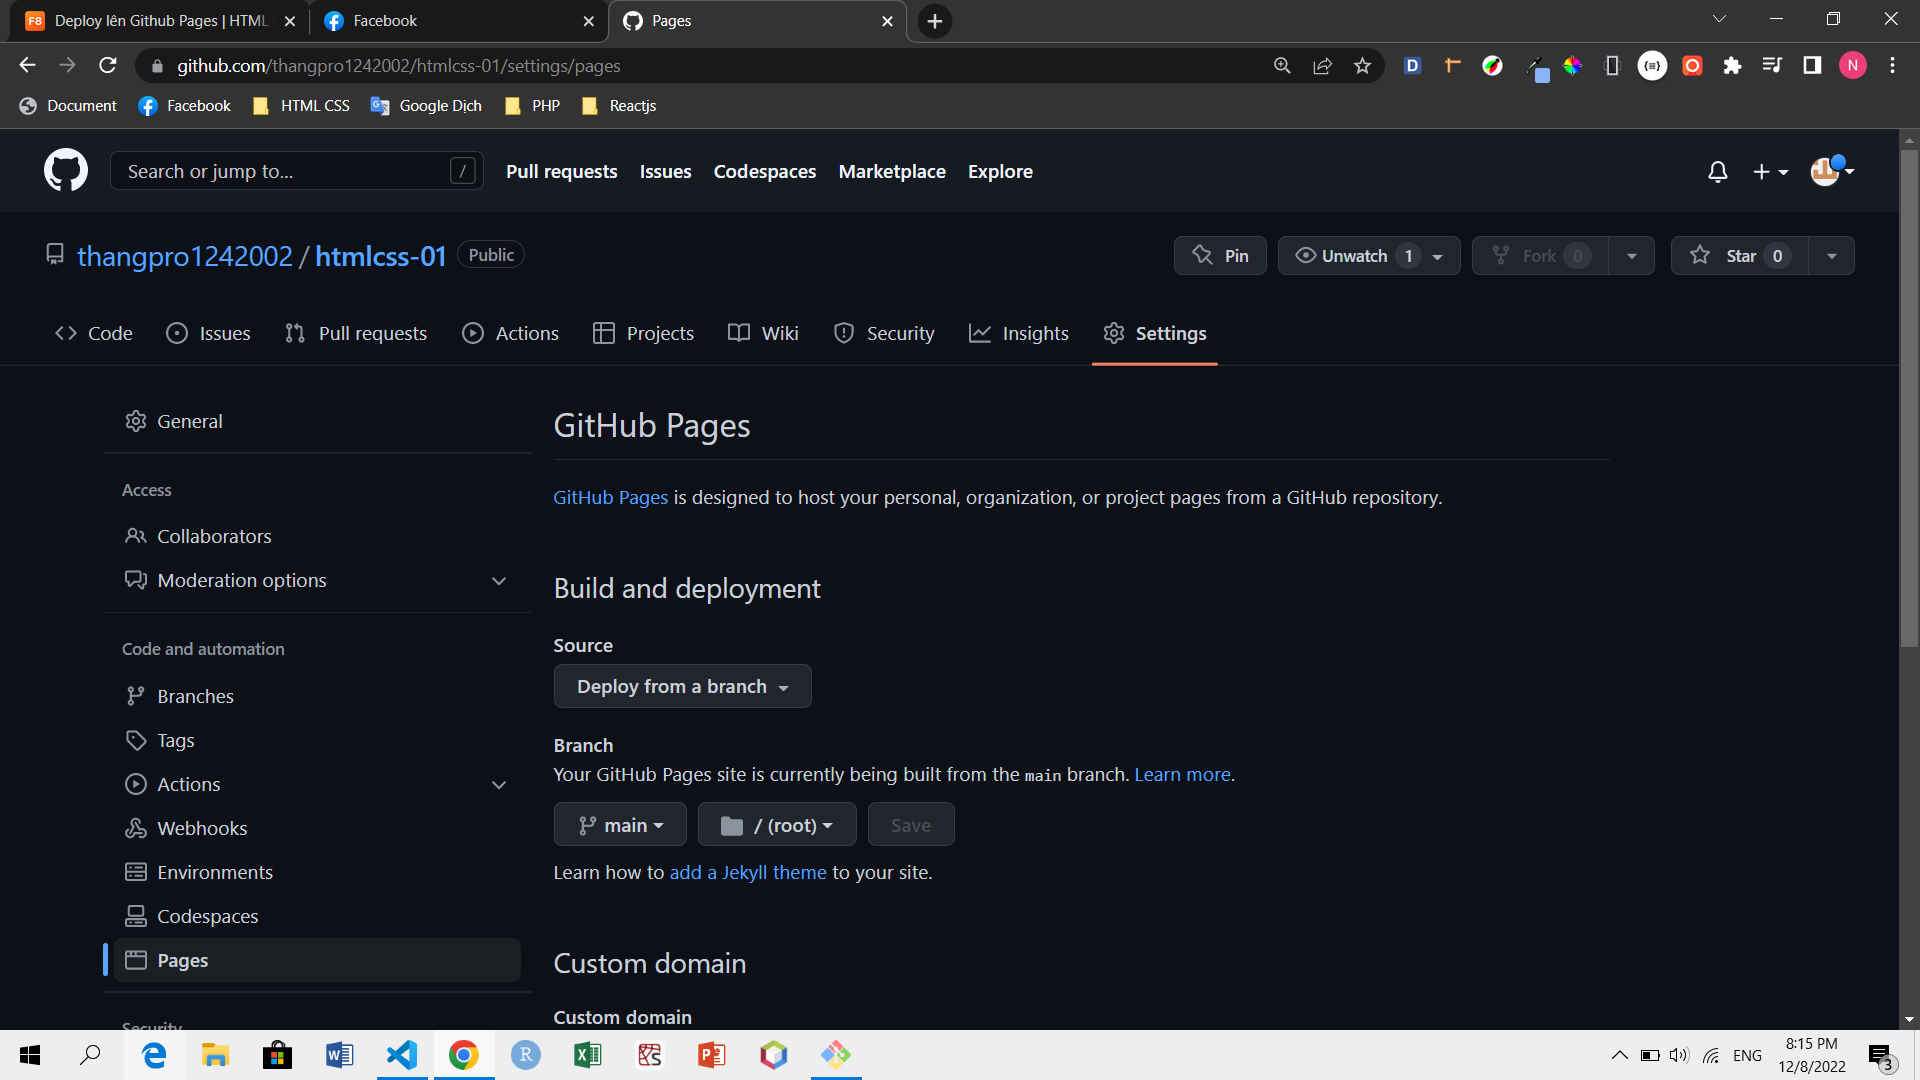 F8 Deploy lên Github Pages | HTML
Facebook
Pages
github.com/thangpro1242002/htmlcss-01/settings/pages
D
N
Document Facebook HTML CSS Google Dịch PHP Reactjs
Search or jump to... /
Pull requests Issues Codespaces Marketplace Explore
thangpro1242002 / htmlcss-01 Public
Pin Unwatch 1 Fork 0 Star 0
Code Issues Pull requests Actions Projects Wiki Security Insights Settings
General
Access
Collaborators
Moderation options
Code and automation
Branches
Tags
Actions
Webhooks
Environments
Codespaces
Pages
Security
GitHub Pages
GitHub Pages is designed to host your personal, organization, or project pages from a GitHub repository.
Build and deployment
Source
Deploy from a branch
Branch
Your GitHub Pages site is currently being built from the main branch. Learn more.
main / (root) Save
Learn how to add a Jekyll theme to your site.
Custom domain
Custom domain
ENG
8:15 PM
12/8/2022
3